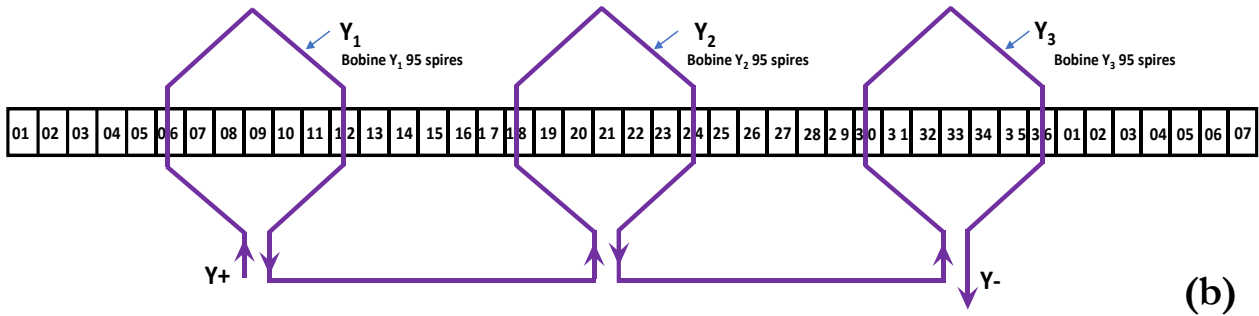 Y₁ Y₂ Y₃
Bobine Y₁ 95 spires Bobine Y₂ 95 spires Bobine Y₃ 95 spires
01 02 03 04 05 06 07 08 09 10 11 12 13 14 15 16 17 18 19 20 21 22 23 24 25 26 27 28 29 30 31 32 33 34 35 36 01 02 03 04 05 06 07
Y+ Y- (b)